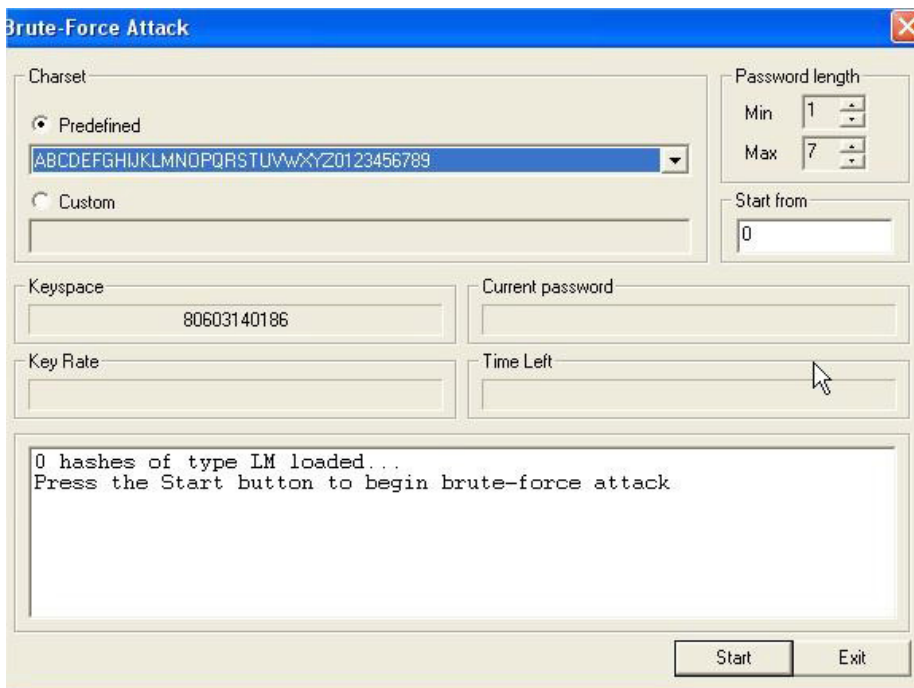 Brute-Force Attack
Charset
Predefined
ABCDEFGHIJKLMNOPQRSTUVWXYZ0123456789
Custom
Password length
Min 1
Max 7
Start from
0
Keyspace
80603140186
Current password
Key Rate
Time Left
0 hashes of type LM loaded...
Press the Start button to begin brute-force attack
Start
Exit